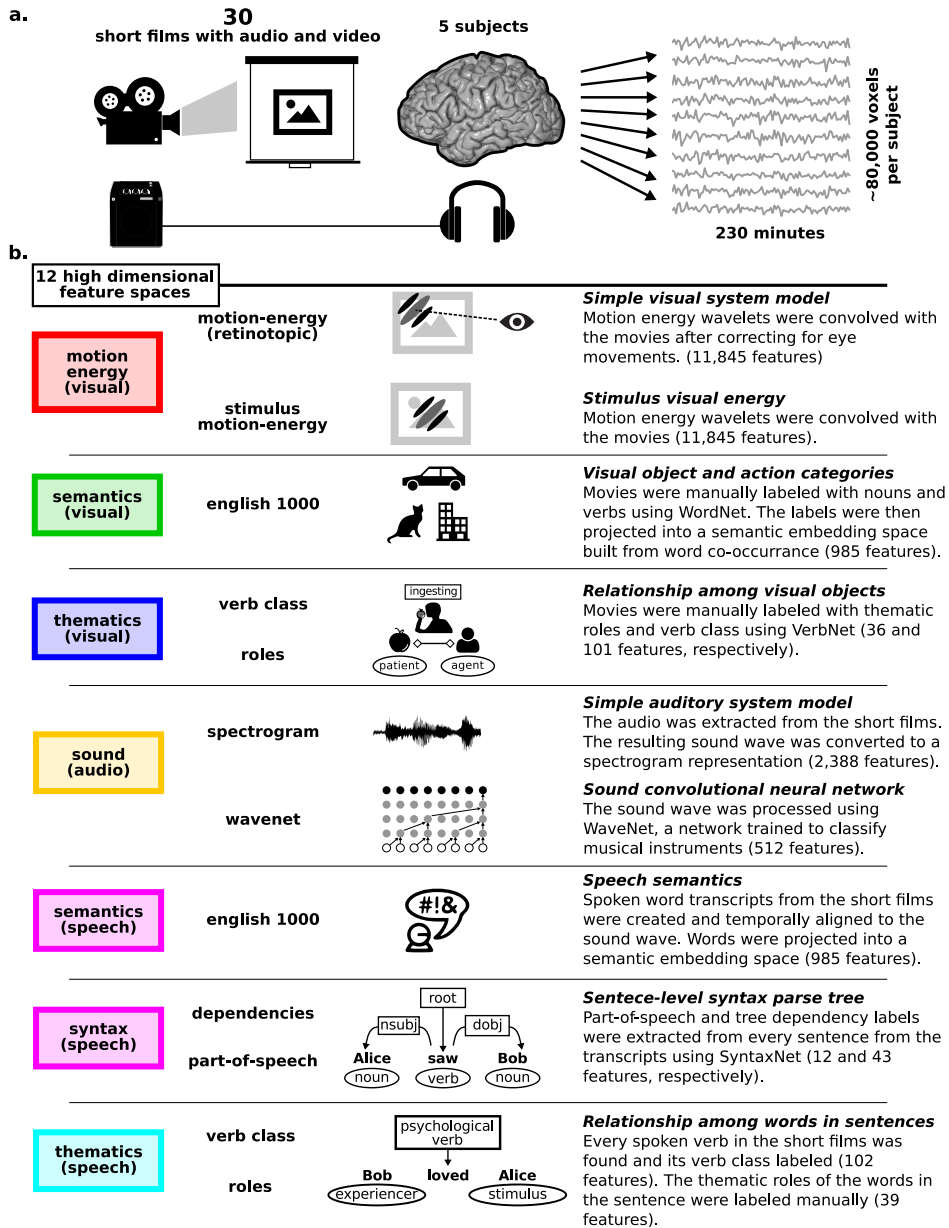 a.
30
short films with audio and video
5 subjects
~80,000 voxels
per subject
230 minutes
b.
12 high dimensional
feature spaces
motion
energy
(visual)
motion-energy
(retinotopic)
Simple visual system model
Motion energy wavelets were convolved with
the movies after correcting for eye
movements. (11,845 features)
stimulus
motion-energy
Stimulus visual energy
Motion energy wavelets were convolved with
the movies (11,845 features).
semantics
(visual)
english 1000
Visual object and action categories
Movies were manually labeled with nouns and
verbs using WordNet. The labels were then
projected into a semantic embedding space
built from word co-occurrance (985 features).
thematics
(visual)
verb class
roles
ingesting
patient
agent
Relationship among visual objects
Movies were manually labeled with thematic
roles and verb class using VerbNet (36 and
101 features, respectively).
sound
(audio)
spectrogram
Simple auditory system model
The audio was extracted from the short films.
The resulting sound wave was converted to a
spectrogram representation (2,388 features).
wavenet
Sound convolutional neural network
The sound wave was processed using
WaveNet, a network trained to classify
musical instruments (512 features).
semantics
(speech)
english 1000
#!&
Speech semantics
Spoken word transcripts from the short films
were created and temporally aligned to the
sound wave. Words were projected into a
semantic embedding space (985 features).
syntax
(speech)
dependencies
part-of-speech
root
nsubj
dobj
Alice saw Bob
noun verb noun
Sentece-level syntax parse tree
Part-of-speech and tree dependency labels
were extracted from every sentence from the
transcripts using SyntaxNet (12 and 43
features, respectively).
thematics
(speech)
verb class
roles
psychological
verb
Bob loved Alice
experiencer stimulus
Relationship among words in sentences
Every spoken verb in the short films was
found and its verb class labeled (102
features). The thematic roles of the words in
the sentence were labeled manually (39
features).